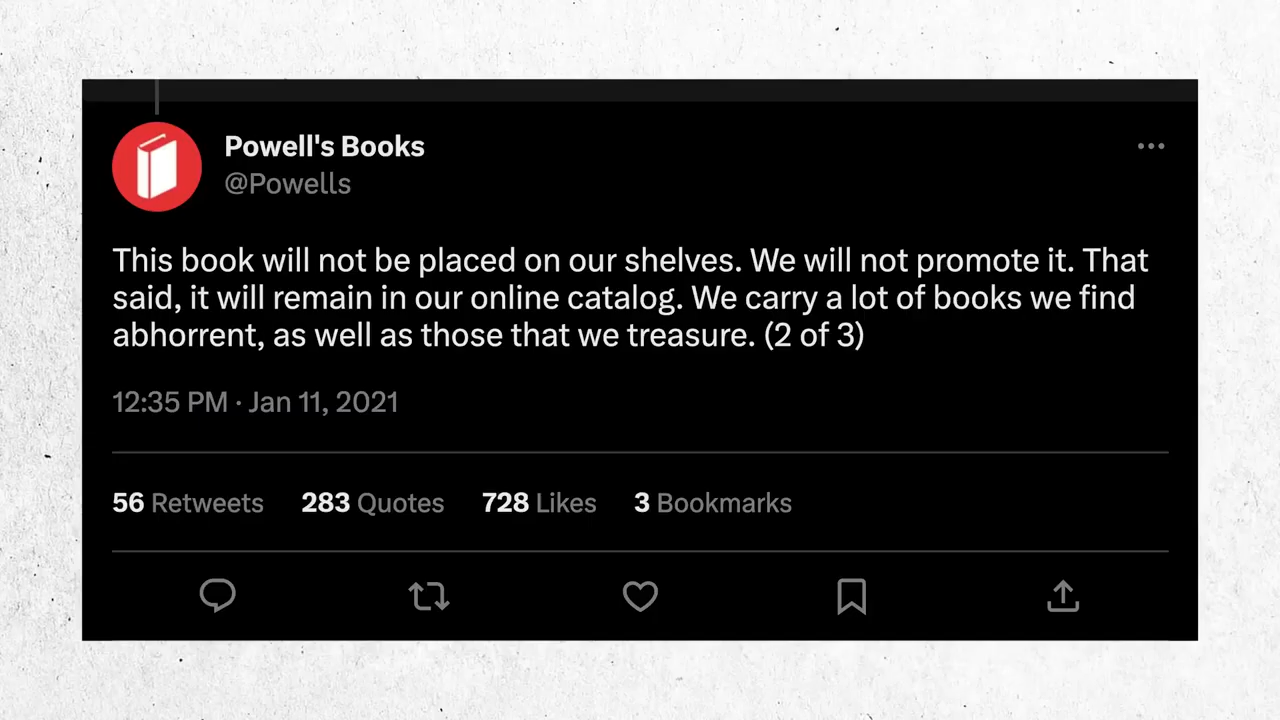 Powell's Books
@Powells
This book will not be placed on our shelves. We will not promote it. That
said, it will remain in our online catalog. We carry a lot of books we find
abhorrent, as well as those that we treasure. (2 of 3)
12:35 PM · Jan 11, 2021
56 Retweets 283 Quotes 728 Likes 3 Bookmarks